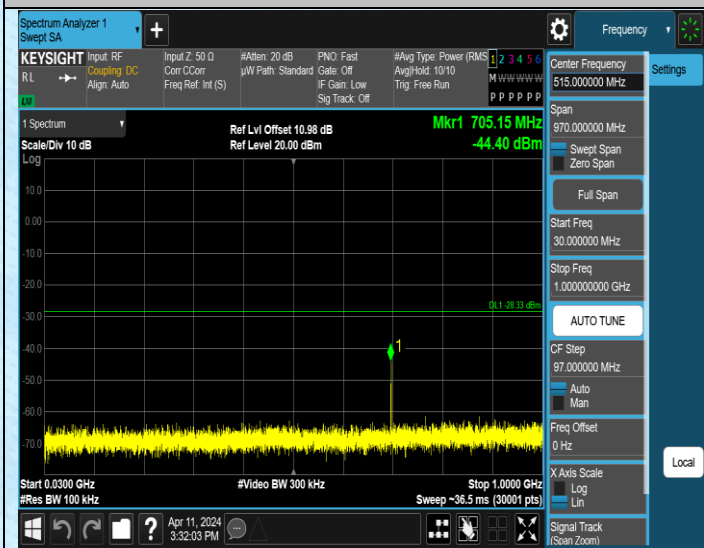 Spectrum Analyzer 1
Swept SA
Frequency
KEYSIGHT
RL
LXI
Input: RF
Coupling: DC
Align: Auto
Input Z: 50 Ω
Corr CCorr
Freq Ref: Int (S)
#Atten: 20 dB
µW Path: Standard
PNO: Fast
Gate: Off
IF Gain: Low
Sig Track: Off
#Avg Type: Power (RMS
Avg|Hold: 10/10
Trig: Free Run
1 2 3 4 5 6
M W W W W W
P P P P P P
1 Spectrum
Scale/Div 10 dB
Log
Ref Lvl Offset 10.98 dB
Ref Level 20.00 dBm
Mkr1 705.15 MHz
-44.40 dBm
10.0
0.00
-10.0
-20.0
-30.0
-40.0
-50.0
-60.0
-70.0
DL1 -28.33 dBm
1
Start 0.0300 GHz
#Res BW 100 kHz
#Video BW 300 kHz
Stop 1.0000 GHz
Sweep ~36.5 ms (30001 pts)
Apr 11, 2024
3:32:03 PM
Center Frequency
515.000000 MHz
Span
970.000000 MHz
Swept Span
Zero Span
Full Span
Start Freq
30.000000 MHz
Stop Freq
1.000000000 GHz
AUTO TUNE
CF Step
97.000000 MHz
Auto
Man
Freq Offset
0 Hz
X Axis Scale
Log
Lin
Signal Track
(Span Zoom)
Settings
Local